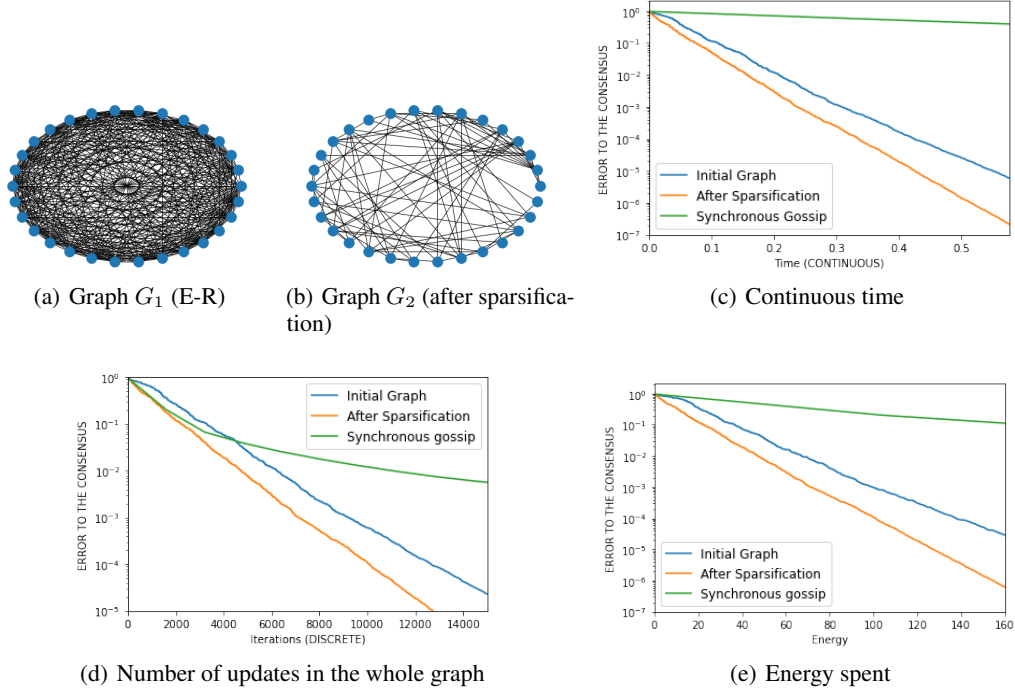 (a) Graph G₁ (E-R)
(b) Graph G₂ (after sparsifica-
tion)
ERROR TO THE CONSENSUS
10⁰
10⁻¹
10⁻²
10⁻³
10⁻⁴
10⁻⁵
10⁻⁶
10⁻⁷
Initial Graph
After Sparsification
Synchronous Gossip
0.0 0.1 0.2 0.3 0.4 0.5
Time (CONTINUOUS)
(c) Continuous time
ERROR TO THE CONSENSUS
10⁰
10⁻¹
10⁻²
10⁻³
10⁻⁴
10⁻⁵
Initial Graph
After Sparsification
Synchronous gossip
0 2000 4000 6000 8000 10000 12000 14000
Iterations (DISCRETE)
(d) Number of updates in the whole graph
ERROR TO THE CONSENSUS
10⁰
10⁻¹
10⁻²
10⁻³
10⁻⁴
10⁻⁵
10⁻⁶
10⁻⁷
Initial Graph
After Sparsification
Synchronous gossip
0 20 40 60 80 100 120 140 160
Energy
(e) Energy spent